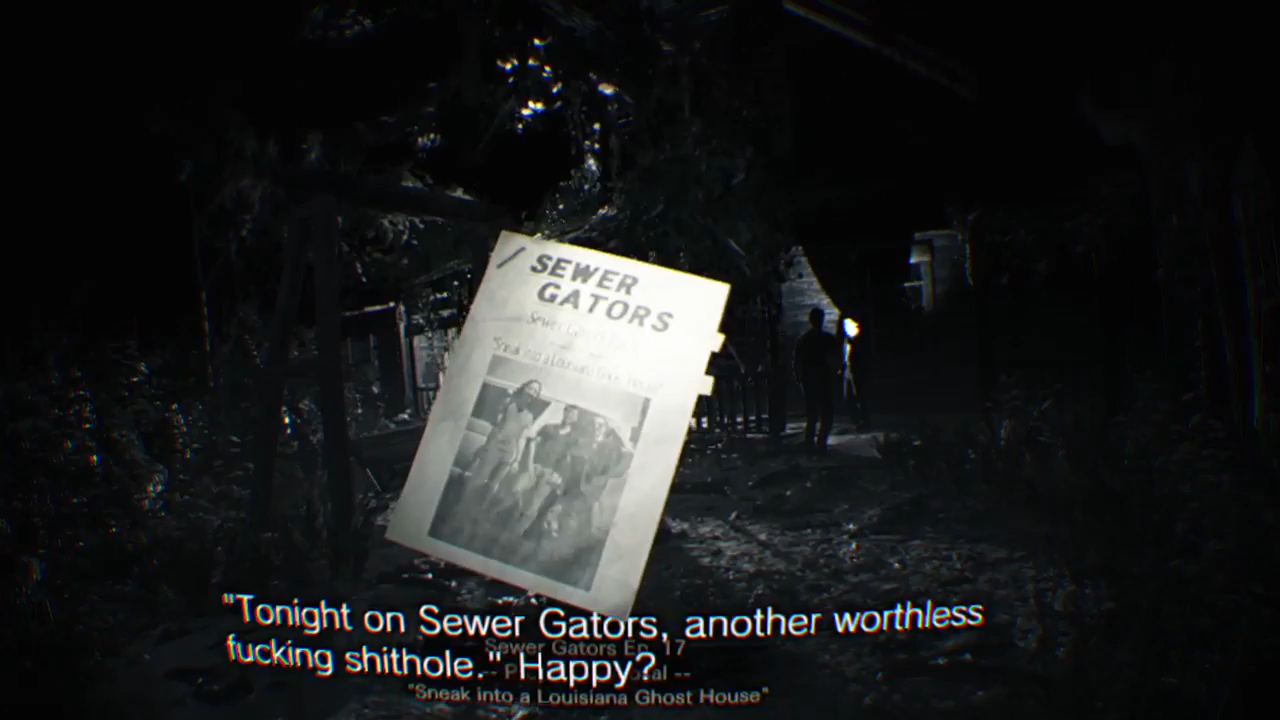 SEWER
GATORS
"Tonight on Sewer Gators, another worthless
fucking shithole." Happy?
Sewer Gators Ep. 17
"Sneak into a Louisiana Ghost House"